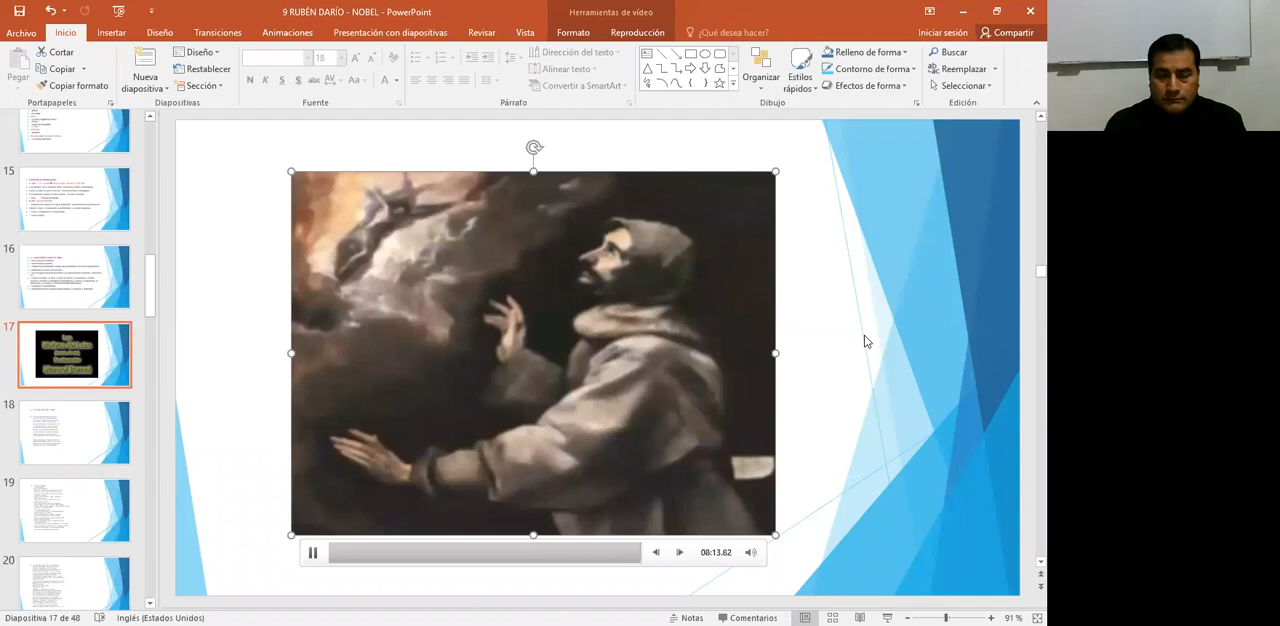 9 RUBÉN DARÍO - NOBEL - PowerPoint
Herramientas de vídeo
Archivo
Inicio
Insertar
Diseño
Transiciones
Animaciones
Presentación con diapositivas
Revisar
Vista
Formato
Reproducción
¿Qué desea hacer?
Iniciar sesión
Compartir
Pegar
Cortar
Copiar
Copiar formato
Portapapeles
Nueva diapositiva
Diseño
Restablecer
Sección
Diapositivas
18
N K S S abc AV Aa A
Fuente
Párrafo
Dirección del texto
Alinear texto
Convertir a SmartArt
Organizar
Estilos rápidos
Relleno de forma
Contorno de forma
Efectos de forma
Dibujo
Buscar
Reemplazar
Seleccionar
Edición
15
16
17
18
19
20
08:13.62
Diapositiva 17 de 48
Inglés (Estados Unidos)
Notas
Comentarios
91 %